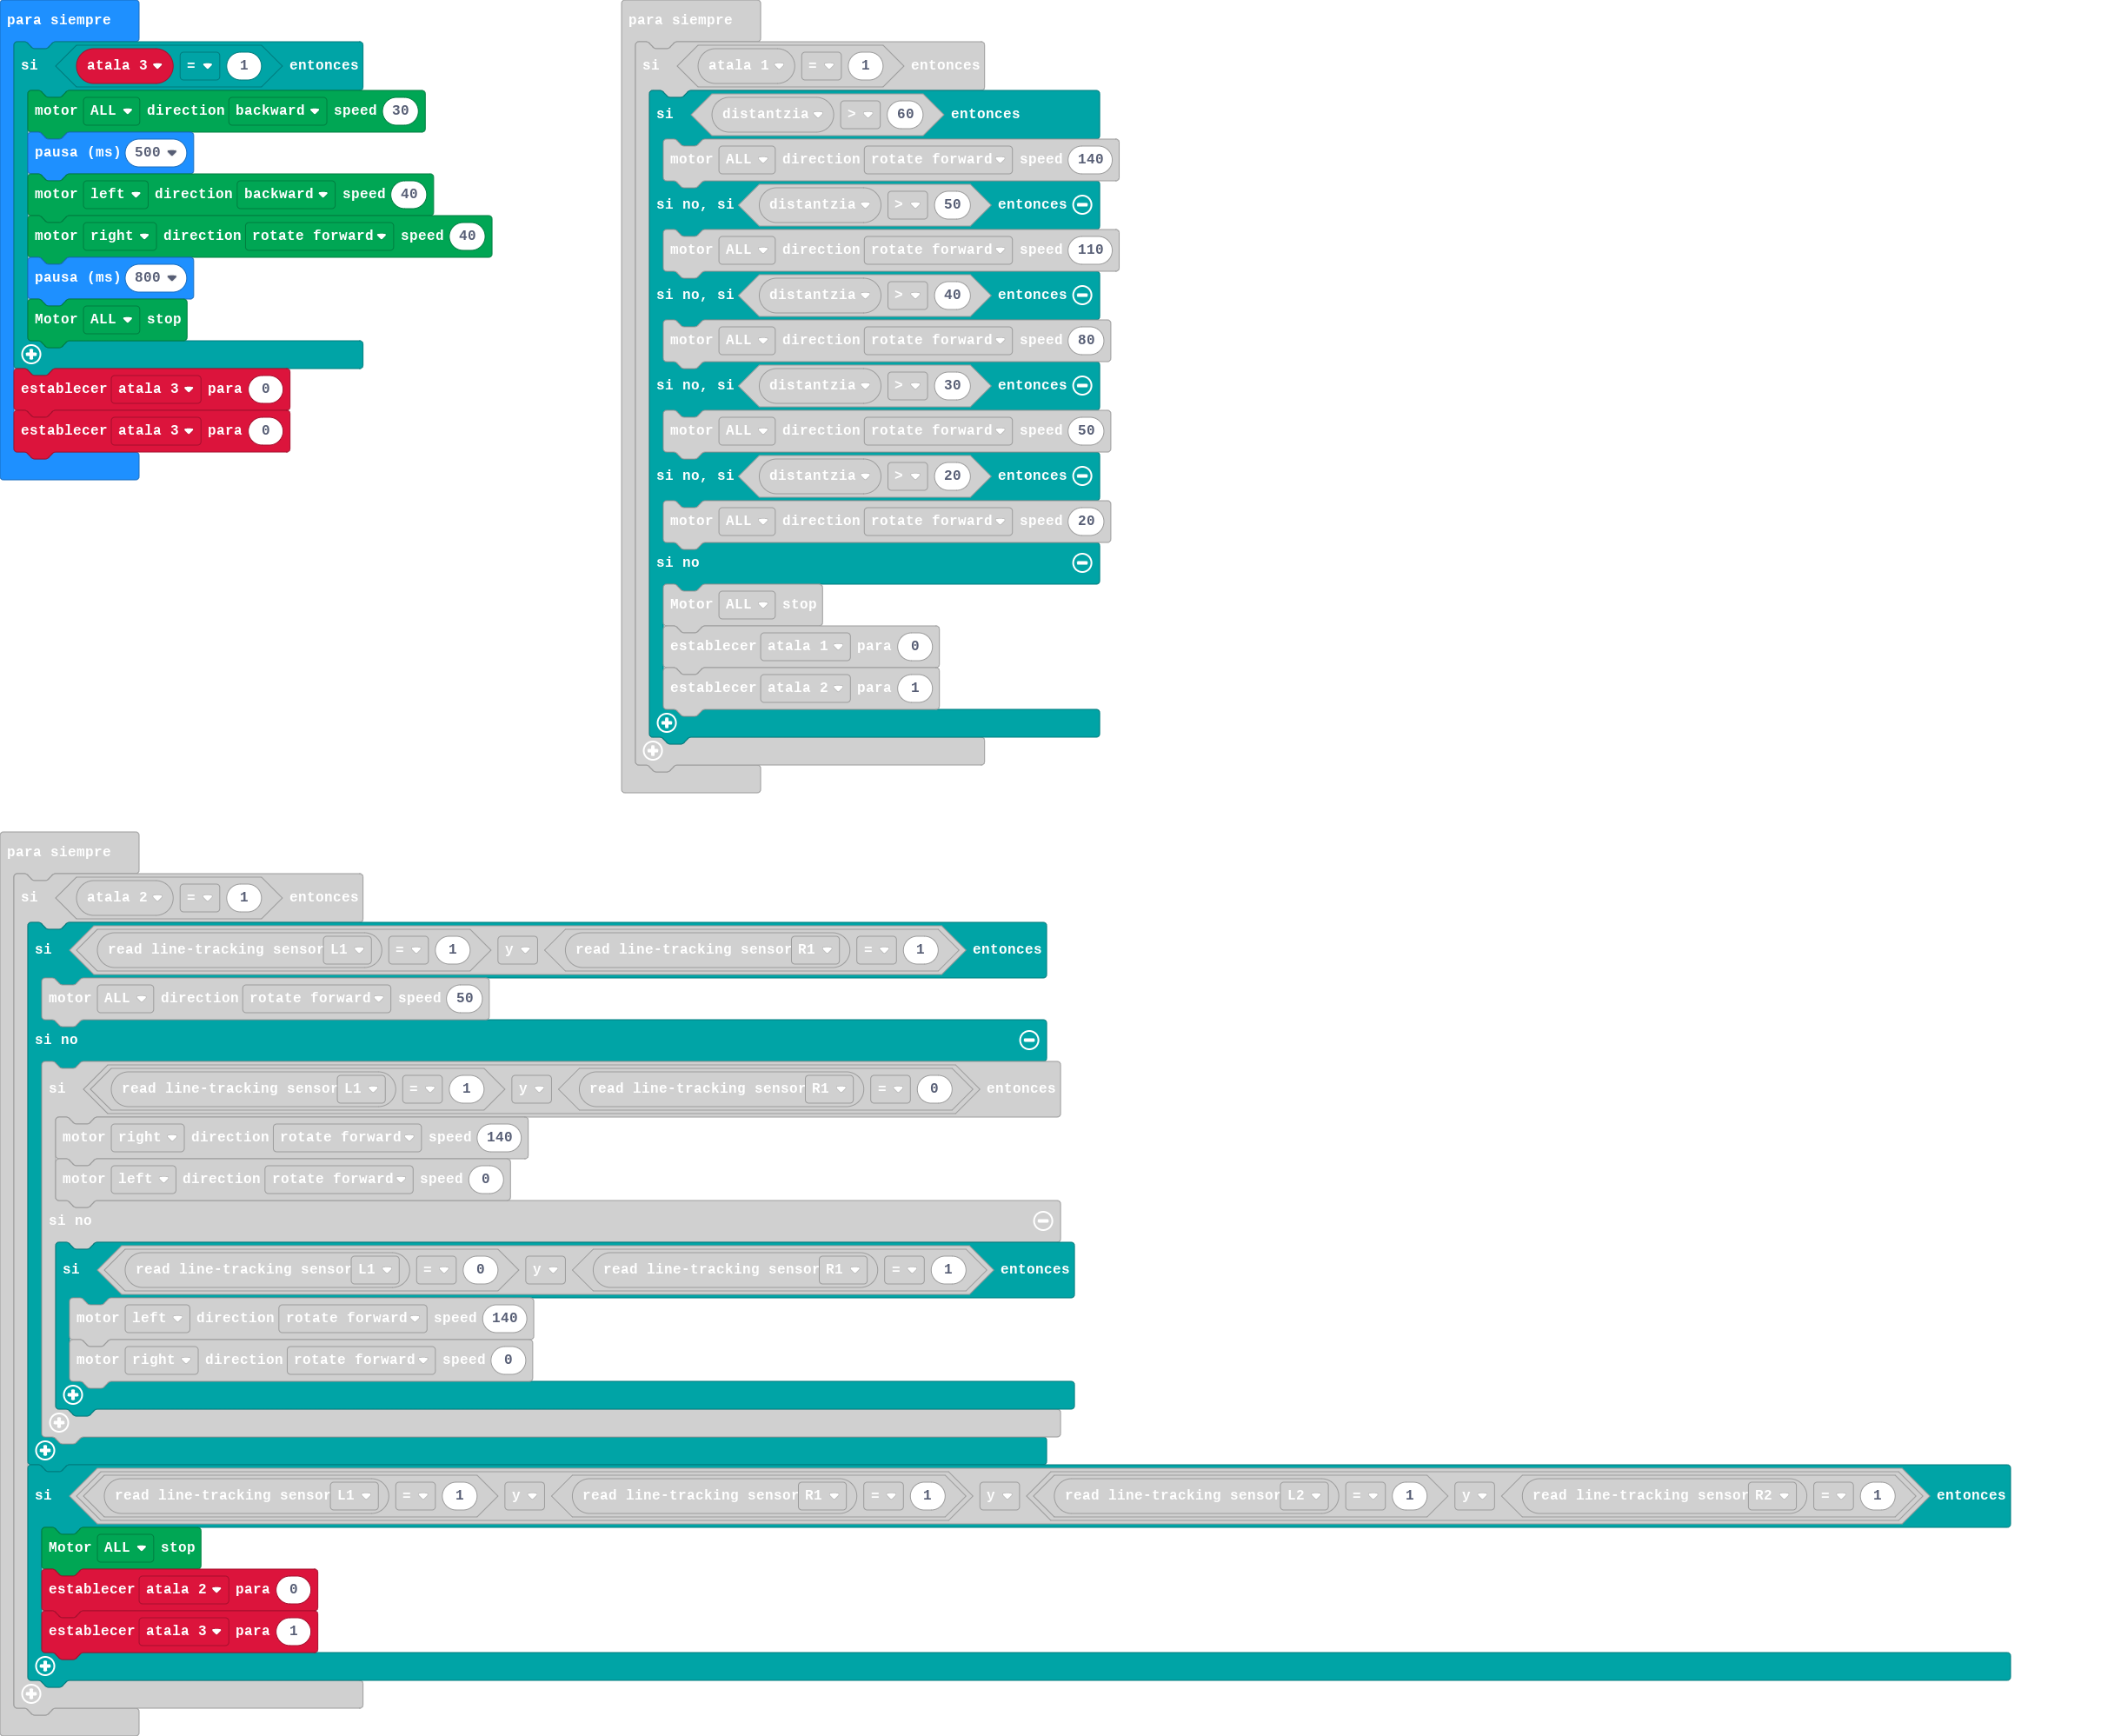 para siempre
si atala 3 = 1 entonces
motor ALL direction backward speed 30
pausa (ms) 500
motor left direction backward speed 40
motor right direction rotate forward speed 40
pausa (ms) 800
Motor ALL stop
establecer atala 3 para 0
establecer atala 3 para 0
para siempre
si atala 1 = 1 entonces
si distantzia > 60 entonces
motor ALL direction rotate forward speed 140
si no, si distantzia > 50 entonces
motor ALL direction rotate forward speed 110
si no, si distantzia > 40 entonces
motor ALL direction rotate forward speed 80
si no, si distantzia > 30 entonces
motor ALL direction rotate forward speed 50
si no, si distantzia > 20 entonces
motor ALL direction rotate forward speed 20
si no
Motor ALL stop
establecer atala 1 para 0
establecer atala 2 para 1
para siempre
si atala 2 = 1 entonces
si read line-tracking sensor L1 = 1 y read line-tracking sensor R1 = 1 entonces
motor ALL direction rotate forward speed 50
si no
si read line-tracking sensor L1 = 1 y read line-tracking sensor R1 = 0 entonces
motor right direction rotate forward speed 140
motor left direction rotate forward speed 0
si no
si read line-tracking sensor L1 = 0 y read line-tracking sensor R1 = 1 entonces
motor left direction rotate forward speed 140
motor right direction rotate forward speed 0
si read line-tracking sensor L1 = 1 y read line-tracking sensor R1 = 1 y read line-tracking sensor L2 = 1 y read line-tracking sensor R2 = 1 entonces
Motor ALL stop
establecer atala 2 para 0
establecer atala 3 para 1